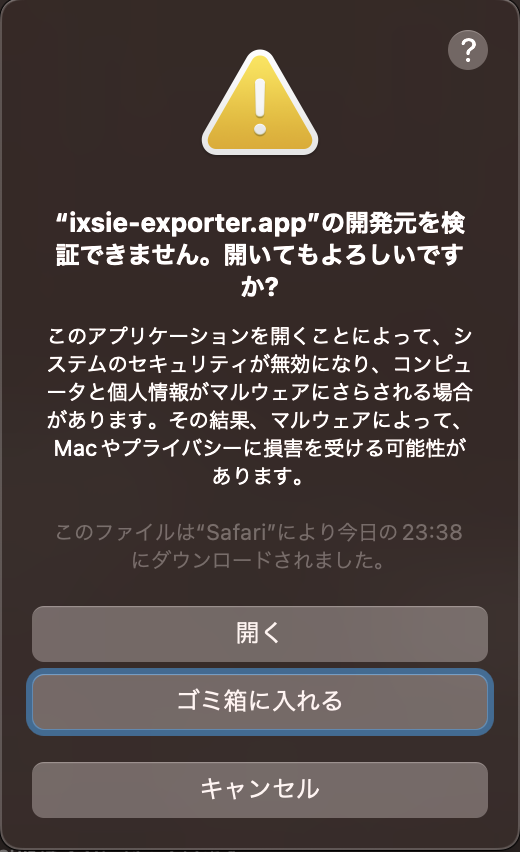 ?
“ixsie-exporter.app”の開発元を検
証できません。開いてもよろしいです
か?
このアプリケーションを開くことによって、シ
ステムのセキュリティが無効になり、コンピュ
ータと個人情報がマルウェアにさらされる場合
があります。その結果、マルウェアによって、
Macやプライバシーに損害を受ける可能性が
あります。
このファイルは“Safari”により今日の23:38
にダウンロードされました。
開く
ゴミ箱に入れる
キャンセル